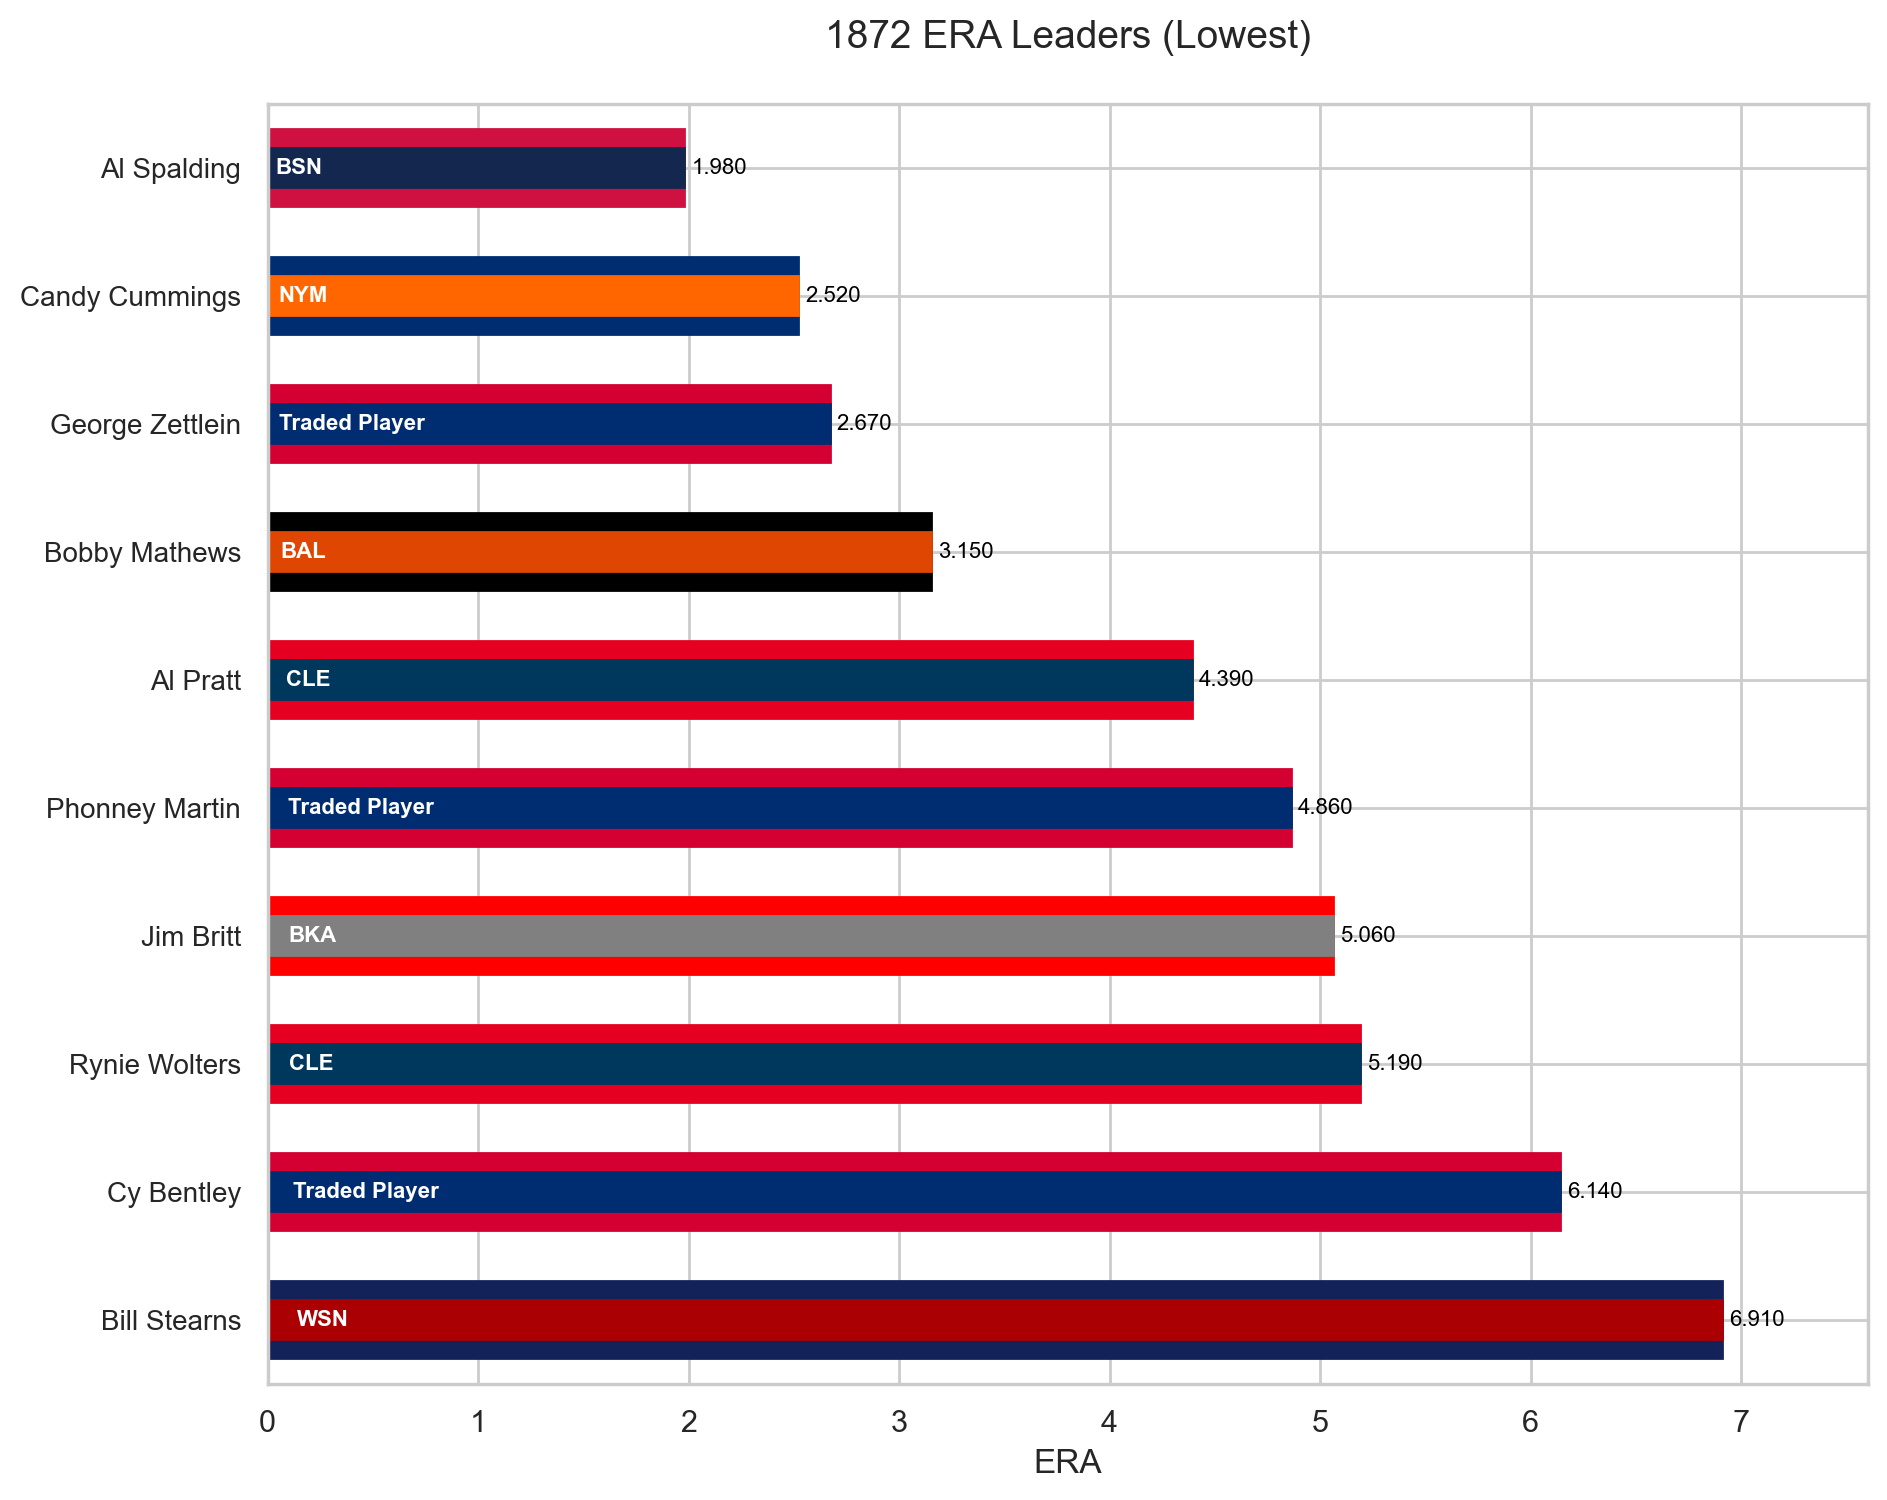 1872 ERA Leaders (Lowest)
Al Spalding BSN 1.980
Candy Cummings NYM 2.520
George Zettlein Traded Player 2.670
Bobby Mathews BAL 3.150
Al Pratt CLE 4.390
Phonney Martin Traded Player 4.860
Jim Britt BKA 5.060
Rynie Wolters CLE 5.190
Cy Bentley Traded Player 6.140
Bill Stearns WSN 6.910
0 1 2 3 4 5 6 7
ERA